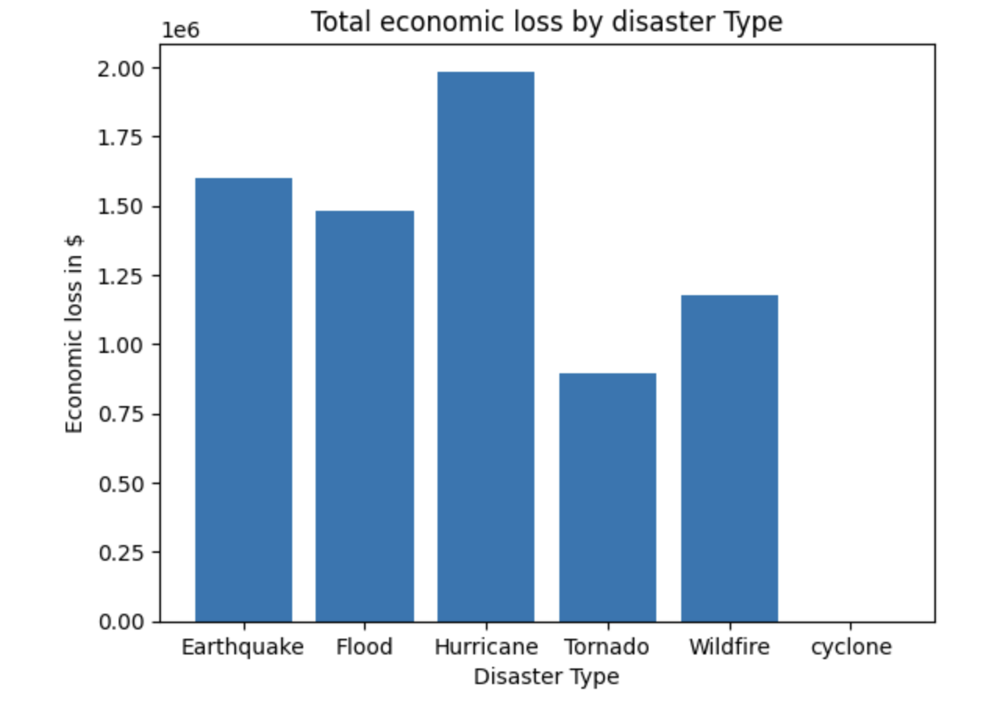 Total economic loss by disaster Type
1e6
2.00
1.75
1.50
1.25
1.00
0.75
0.50
0.25
0.00
Economic loss in $
Earthquake Flood Hurricane Tornado Wildfire cyclone
Disaster Type